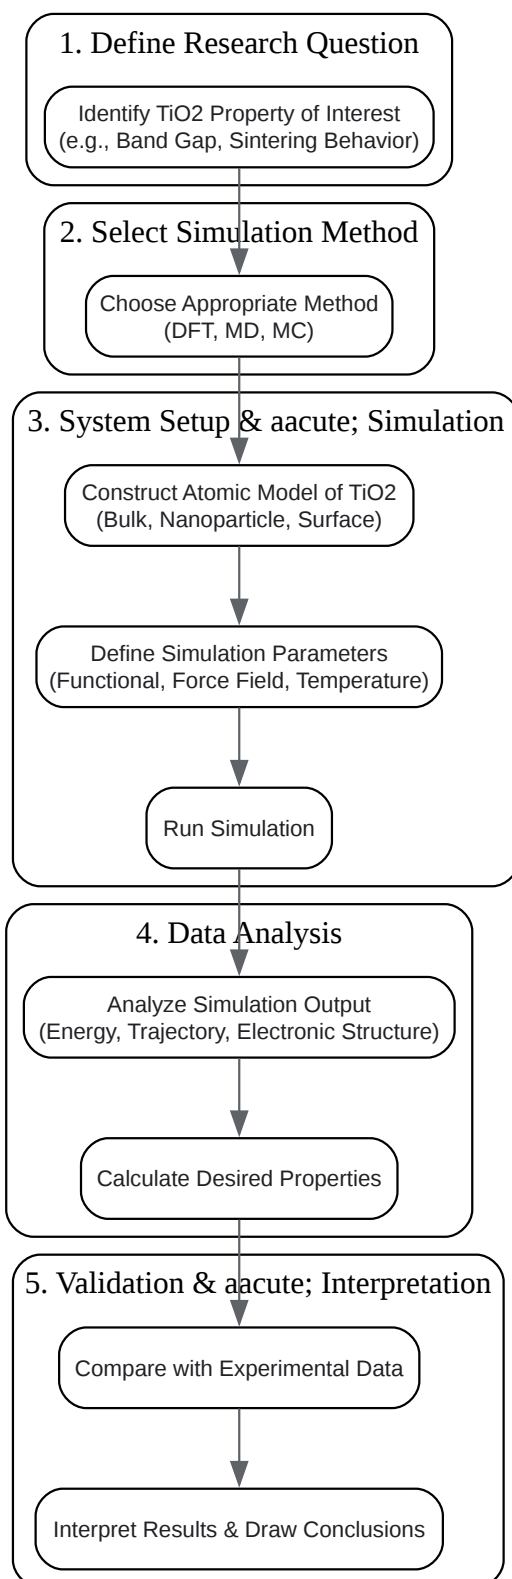 1. Define Research Question
Identify TiO2 Property of Interest
(e.g., Band Gap, Sintering Behavior)
2. Select Simulation Method
Choose Appropriate Method
(DFT, MD, MC)
3. System Setup & aacute; Simulation
Construct Atomic Model of TiO2
(Bulk, Nanoparticle, Surface)
Define Simulation Parameters
(Functional, Force Field, Temperature)
Run Simulation
4. Data Analysis
Analyze Simulation Output
(Energy, Trajectory, Electronic Structure)
Calculate Desired Properties
5. Validation & aacute; Interpretation
Compare with Experimental Data
Interpret Results & Draw Conclusions